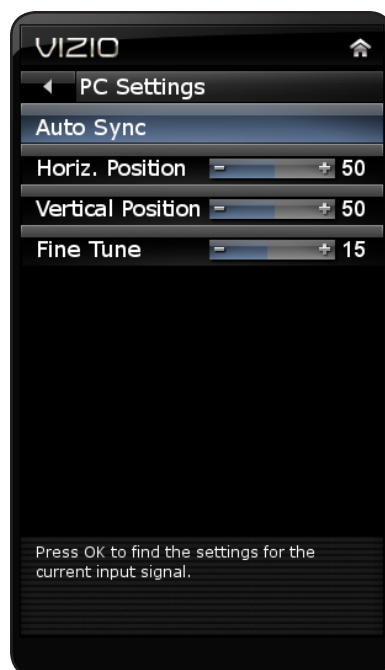 VIZIO
PC Settings
Auto Sync
Horiz. Position - + 50
Vertical Position - + 50
Fine Tune - + 15
Press OK to find the settings for the
current input signal.